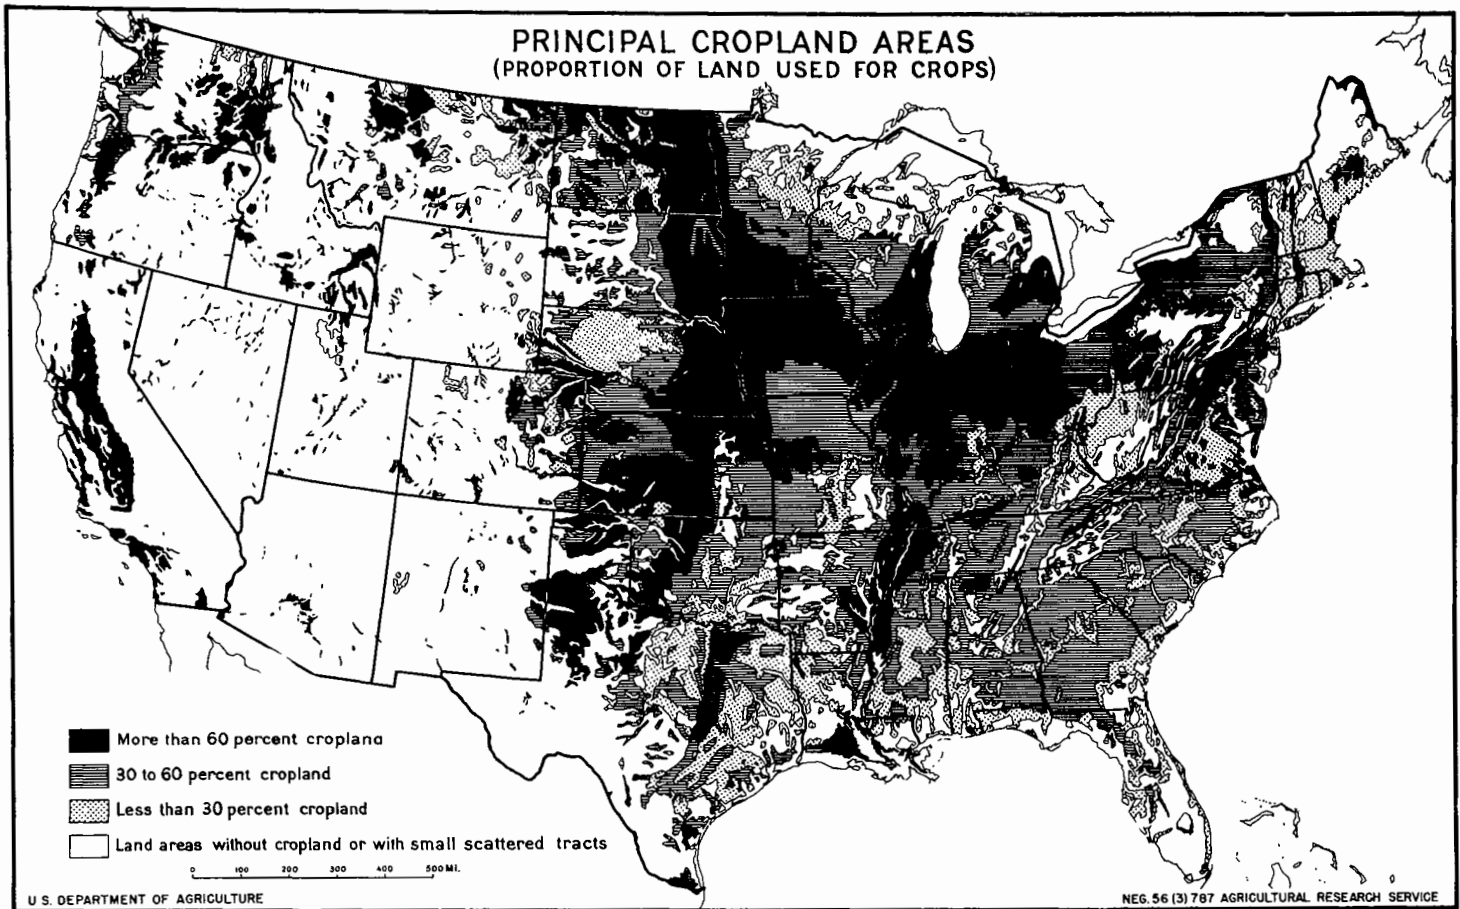 PRINCIPAL CROPLAND AREAS
(PROPORTION OF LAND USED FOR CROPS)
More than 60 percent cropland
30 to 60 percent cropland
Less than 30 percent cropland
Land areas without cropland or with small scattered tracts
0 100 200 300 400 500 MI.
U.S. DEPARTMENT OF AGRICULTURE
NEG. 56 (3) 787 AGRICULTURAL RESEARCH SERVICE